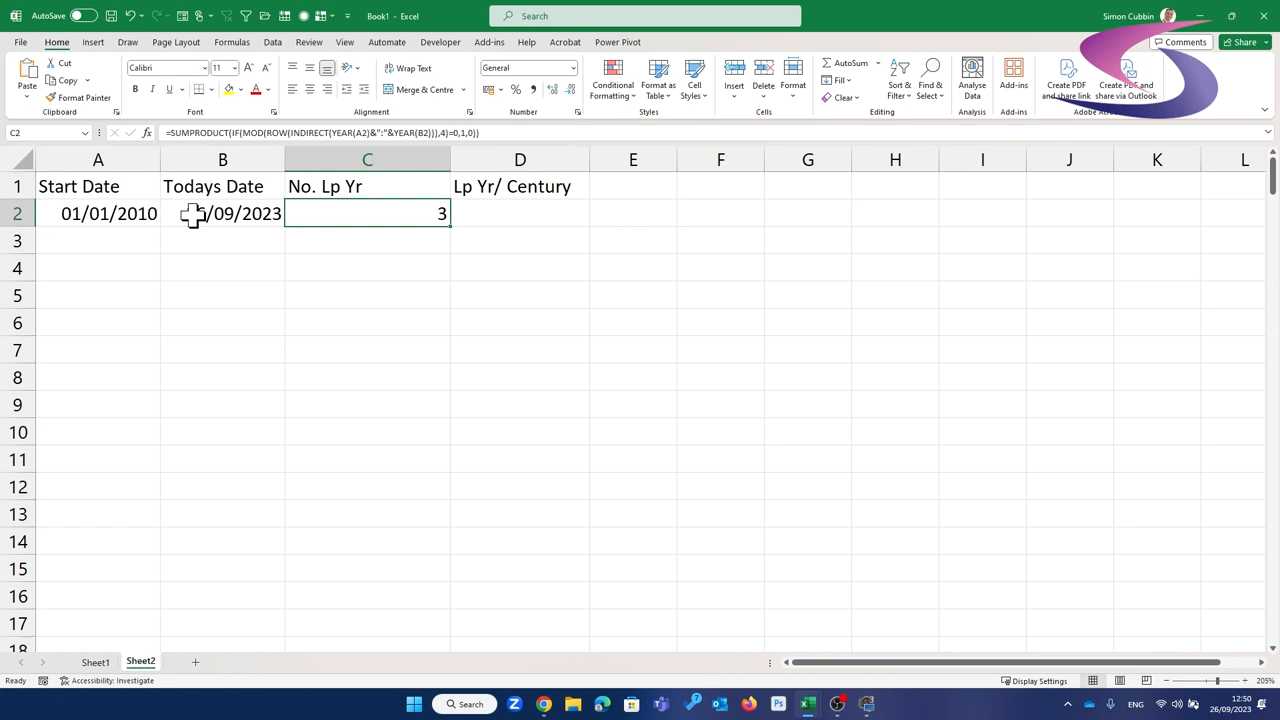 AutoSave Off Book1 - Excel Search Simon Cubbin
File Home Insert Draw Page Layout Formulas Data Review View Automate Developer Add-ins Help Acrobat Power Pivot Comments Share
Paste Cut Copy Format Painter Clipboard
Calibri 11 B I U A Font
Wrap Text Merge & Centre Alignment
General % Number
Conditional Formatting Format as Table Cell Styles Styles
Insert Delete Format Cells
AutoSum Fill Clear Sort & Filter Find & Select Editing
Analyse Data Analysis
Add-ins Add-ins
Create PDF and share link Create PDF and share via Outlook
C2 fx =SUMPRODUCT(IF(MOD(ROW(INDIRECT(YEAR(A2)&":"&YEAR(B2))),4)=0,1,0))
A B C D E F G H I J K L
1 Start Date Todays Date No. Lp Yr Lp Yr/ Century
2 01/01/2010 /09/2023 3
3
4
5
6
7
8
9
10
11
12
13
14
15
16
17
18
Sheet1 Sheet2 +
Ready Accessibility: Investigate Display Settings 205%
Search 7 Ps ENG 12:50
26/09/2023